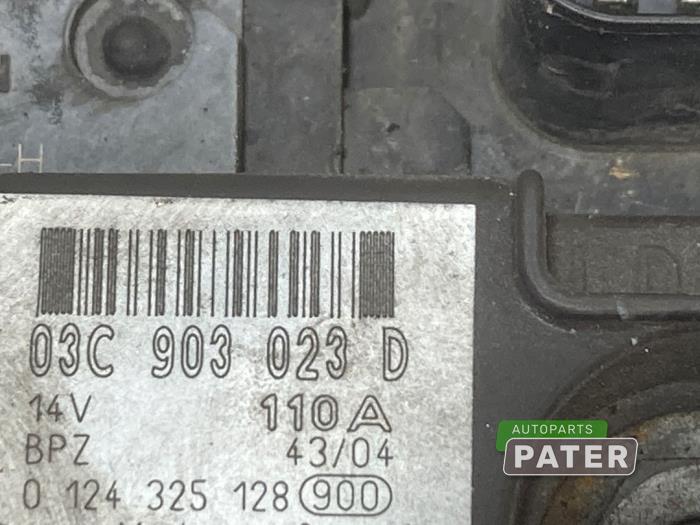 -H
03C 903 023 D
14V 110A
BPZ 43/04
0 124 325 128 900
AUTOPARTS
PATER